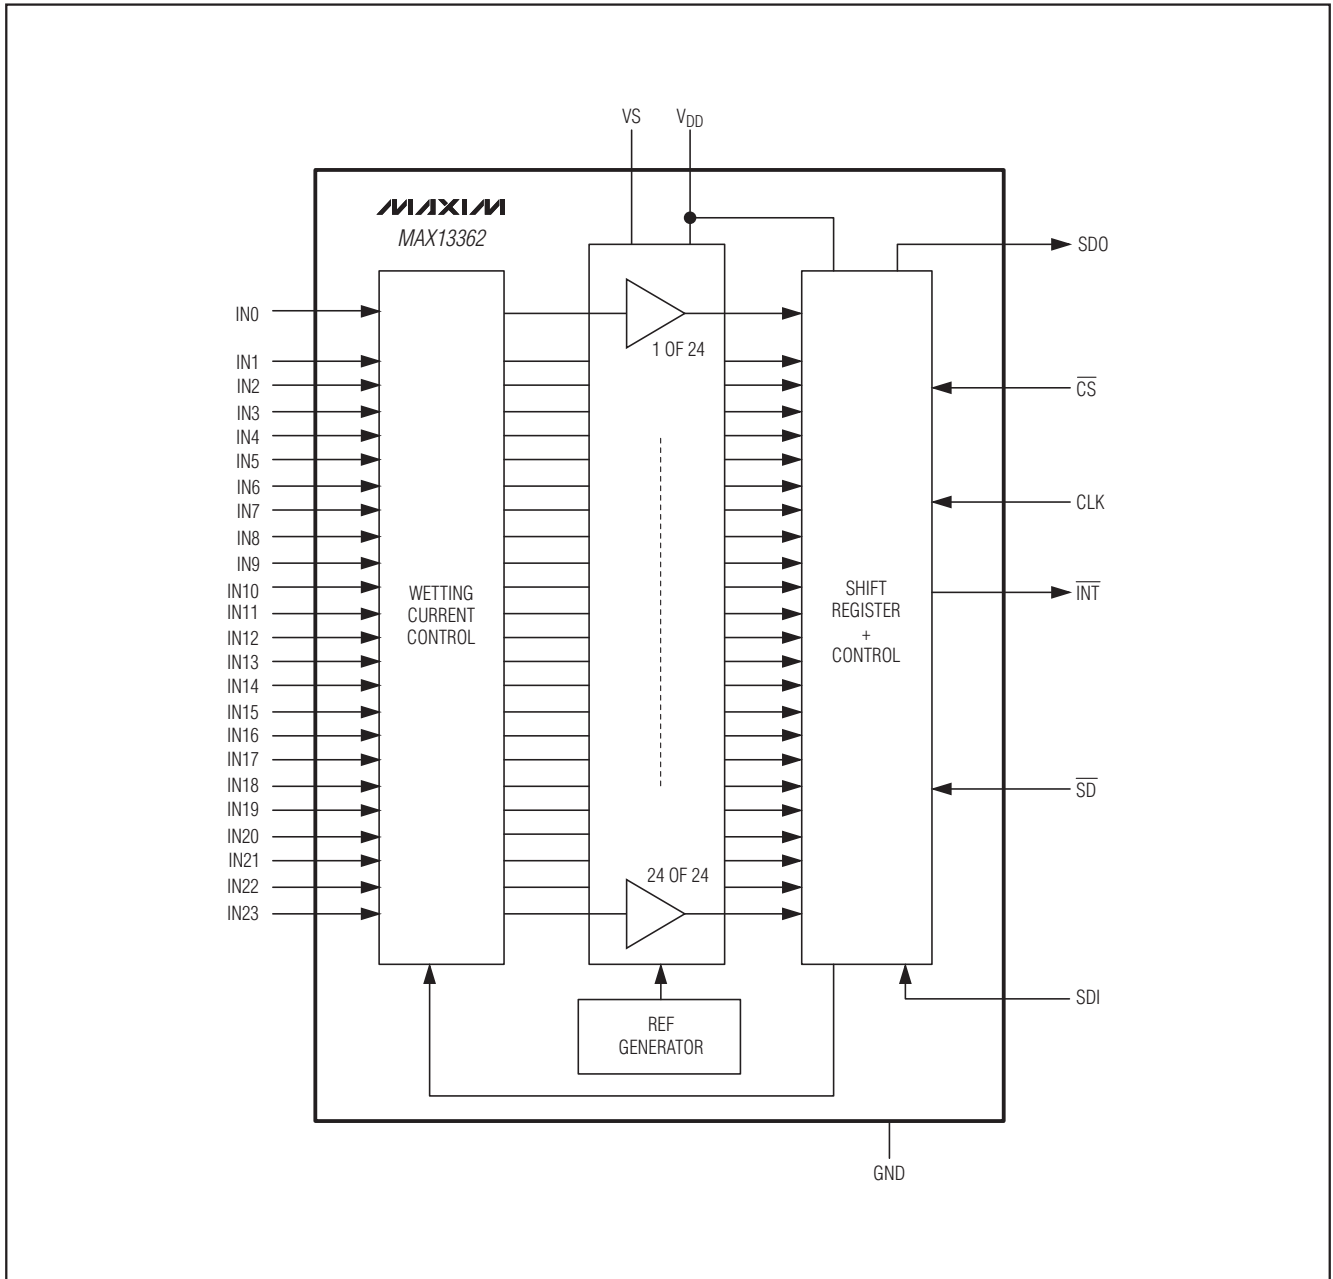 VS
VDD
MAXIM
MAX13362
SDO
IN0
1 OF 24
IN1
IN2
CS
IN3
IN4
IN5
IN6
CLK
IN7
IN8
IN9
IN10
INT
IN11
IN12
IN13
IN14
IN15
IN16
IN17
IN18
SD
IN19
IN20
IN21
IN22
IN23
WETTING
CURRENT
CONTROL
SHIFT
REGISTER
+
CONTROL
24 OF 24
SDI
REF
GENERATOR
GND